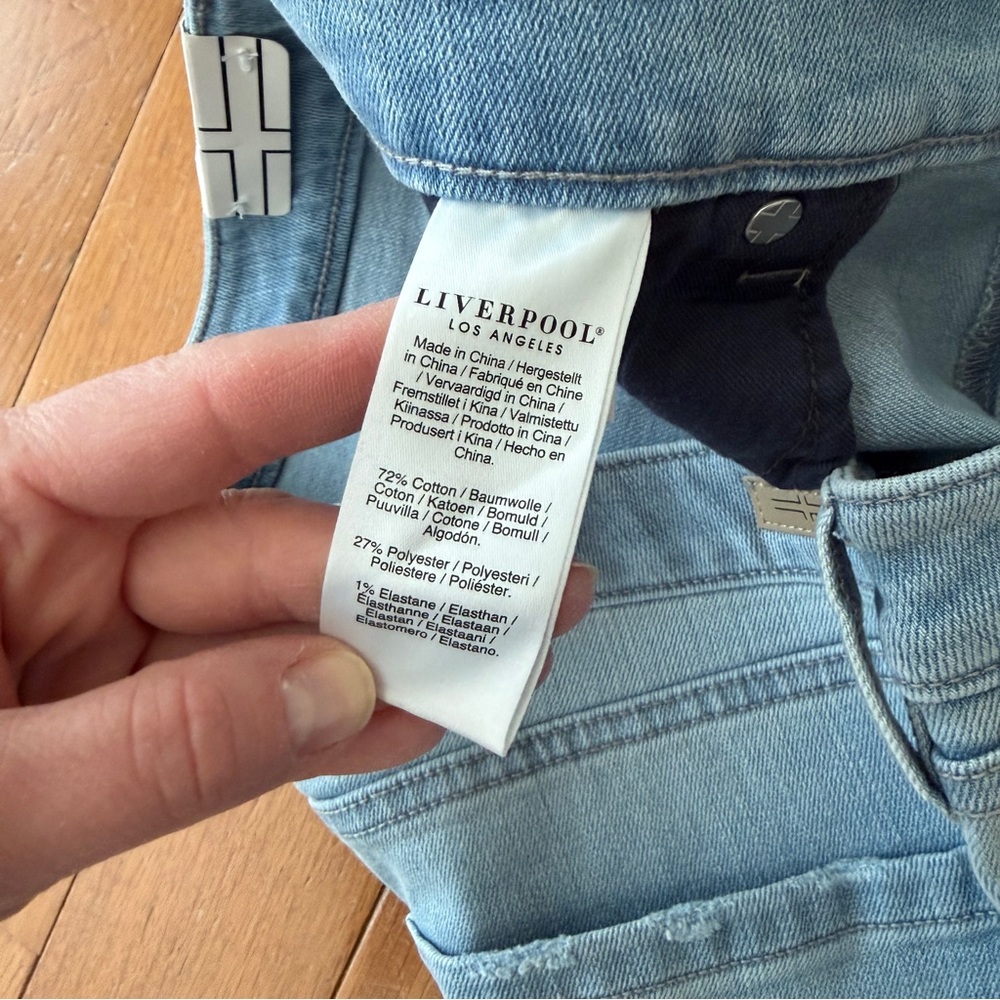 LIVERPOOL®
LOS ANGELES
Made in China / Hergestellt
in China / Fabriqué en Chine
/ Vervaardigd in China /
Fremstillet i Kina / Valmistettu
Kiinassa / Prodotto in Cina /
Produsert i Kina / Hecho en
China.
72% Cotton / Baumwolle /
Coton / Katoen / Bomuld /
Puuvilla / Cotone / Bomull /
Algodón.
27% Polyester / Polyesteri /
Poliestere / Poliéster.
1% Elastane / Elasthan /
Élasthanne / Elastaan /
Elastan / Elastaani /
Elastomero / Elastano.